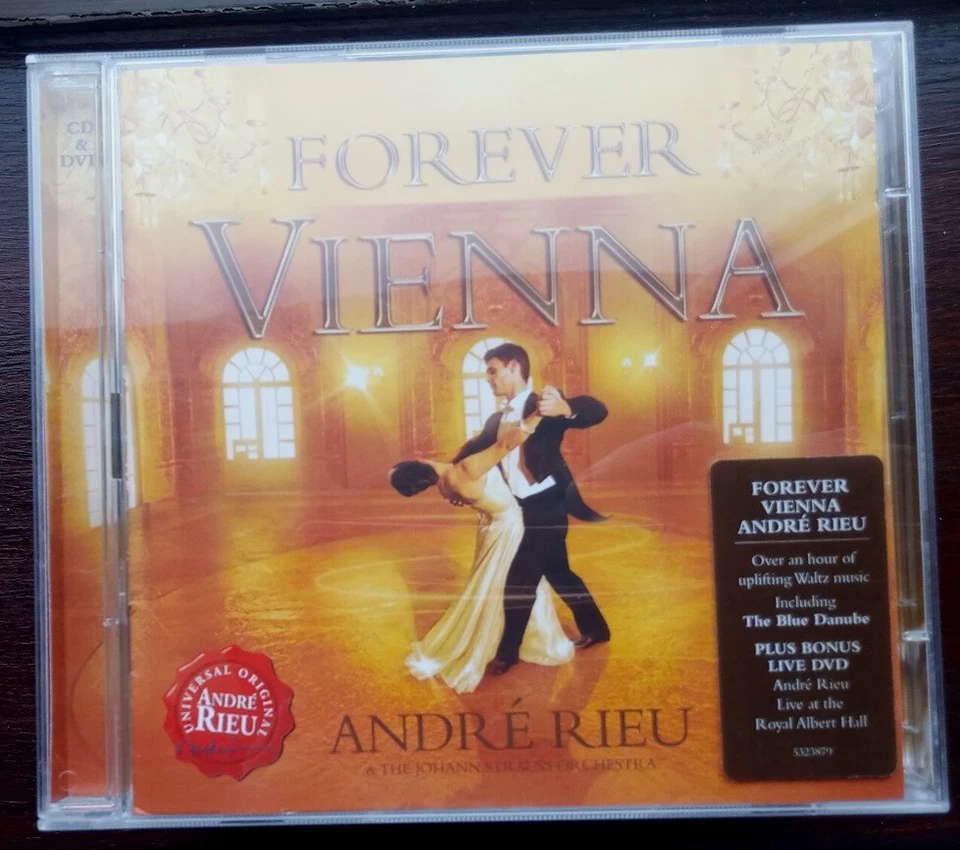 CD
&
DVD
FOREVER
VIENNA
UNIVERSAL ORIGINAL
ANDRÉ
RIEU
ANDRÉ RIEU
& THE JOHANN STRAUSS ORCHESTRA
FOREVER
VIENNA
ANDRÉ RIEU
Over an hour of
uplifting Waltz music
Including
The Blue Danube
PLUS BONUS
LIVE DVD
André Rieu
Live at the
Royal Albert Hall
5323879